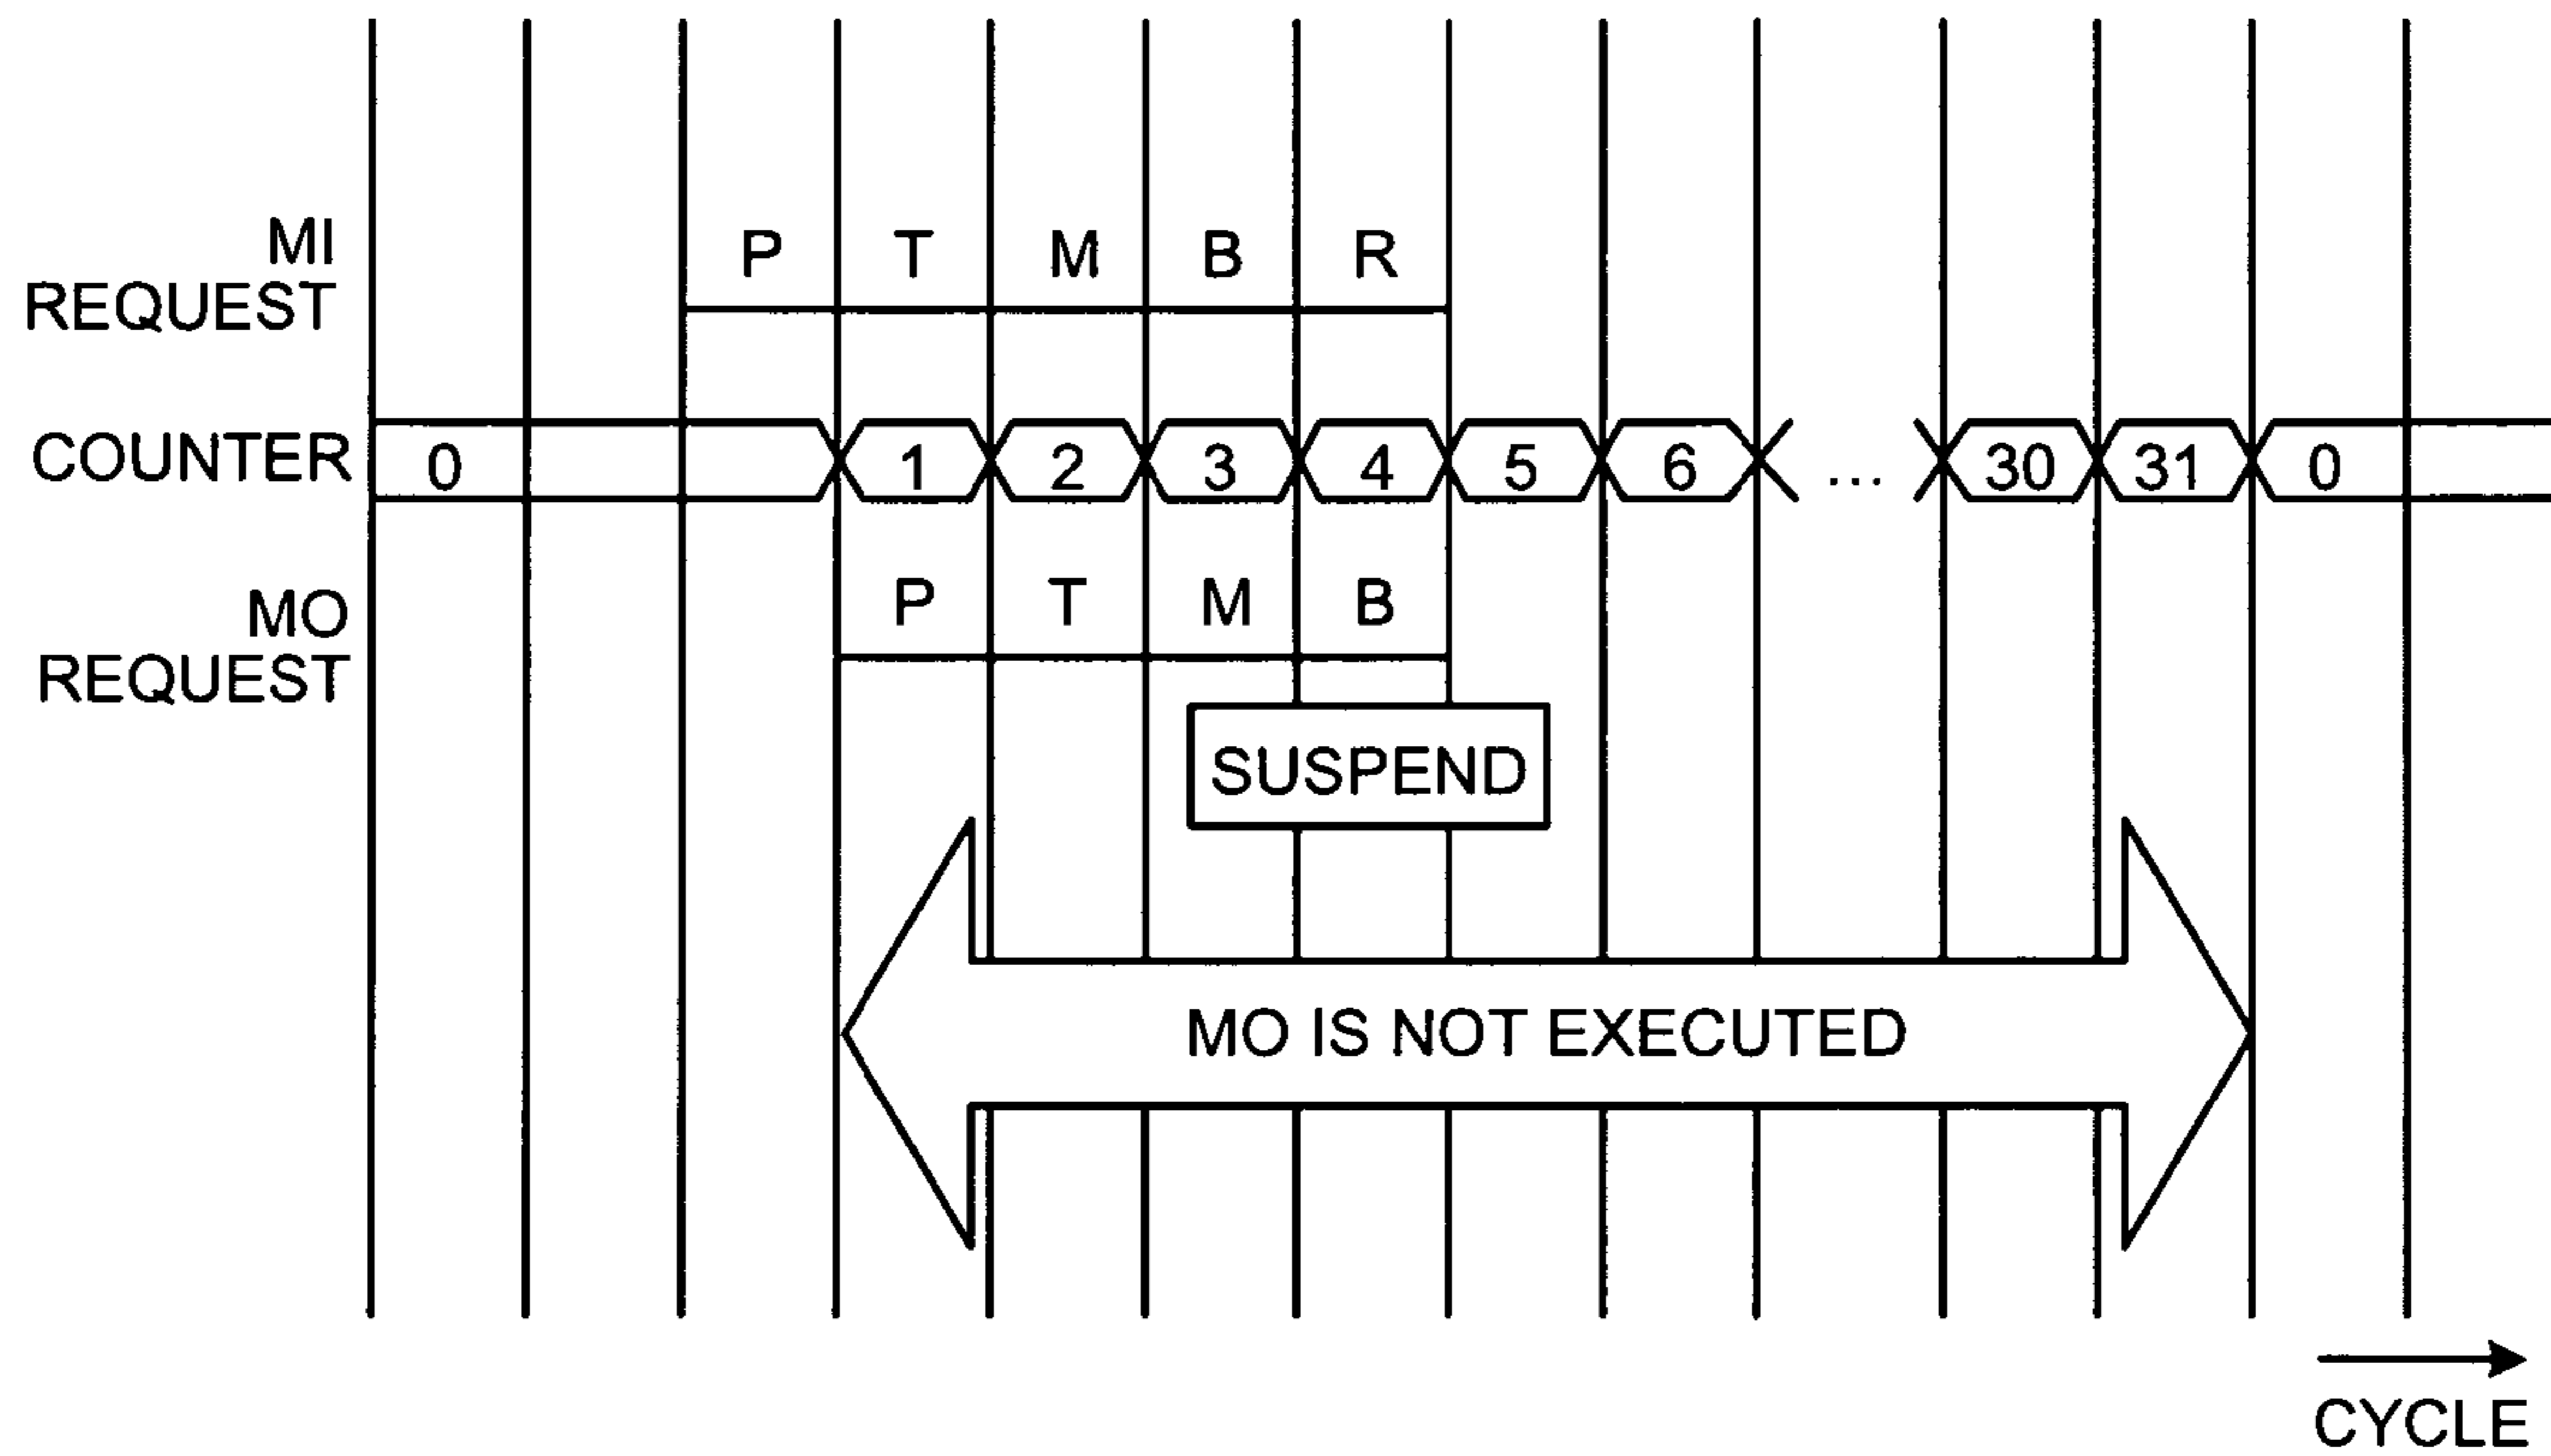 MI
REQUEST
P T M B R
COUNTER
0 1 2 3 4 5 6 ... 30 31 0
MO
REQUEST
P T M B
SUSPEND
MO IS NOT EXECUTED
CYCLE